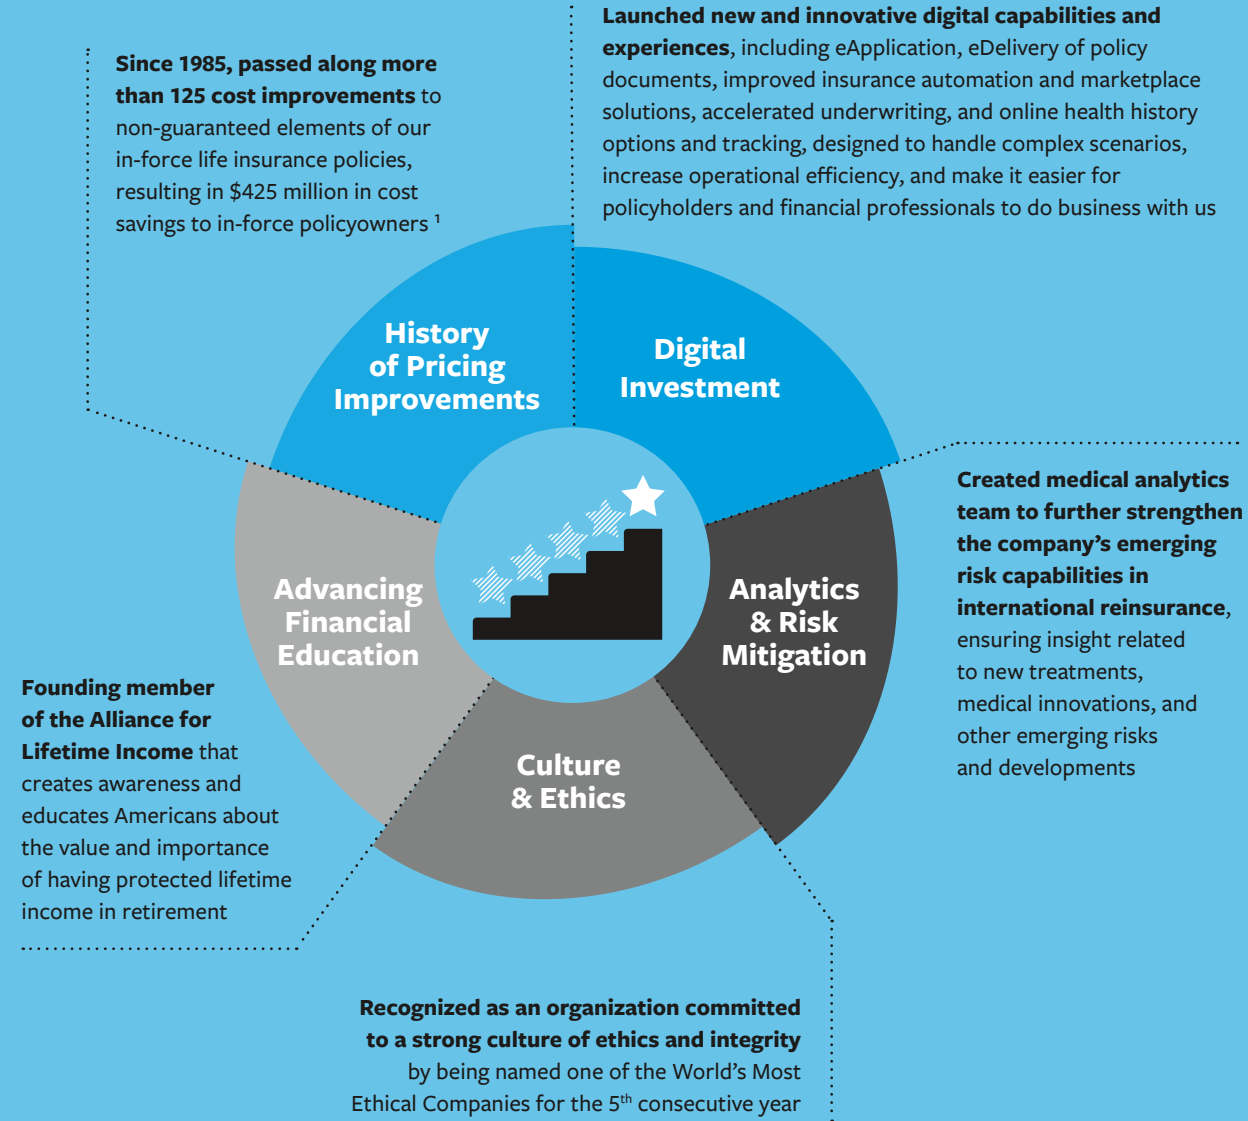 Launched new and innovative digital capabilities and
experiences, including eApplication, eDelivery of policy
documents, improved insurance automation and marketplace
solutions, accelerated underwriting, and online health history
options and tracking, designed to handle complex scenarios,
increase operational efficiency, and make it easier for
policyholders and financial professionals to do business with us
Since 1985, passed along more
than 125 cost improvements to
non-guaranteed elements of our
in-force life insurance policies,
resulting in $425 million in cost
savings to in-force policyowners ¹
History
of Pricing
Improvements
Digital
Investment
Created medical analytics
team to further strengthen
the company’s emerging
risk capabilities in
international reinsurance,
ensuring insight related
to new treatments,
medical innovations, and
other emerging risks
and developments
Advancing
Financial
Education
Analytics
& Risk
Mitigation
Founding member
of the Alliance for
Lifetime Income that
creates awareness and
educates Americans about
the value and importance
of having protected lifetime
income in retirement
Culture
& Ethics
Recognized as an organization committed
to a strong culture of ethics and integrity
by being named one of the World’s Most
Ethical Companies for the 5th consecutive year